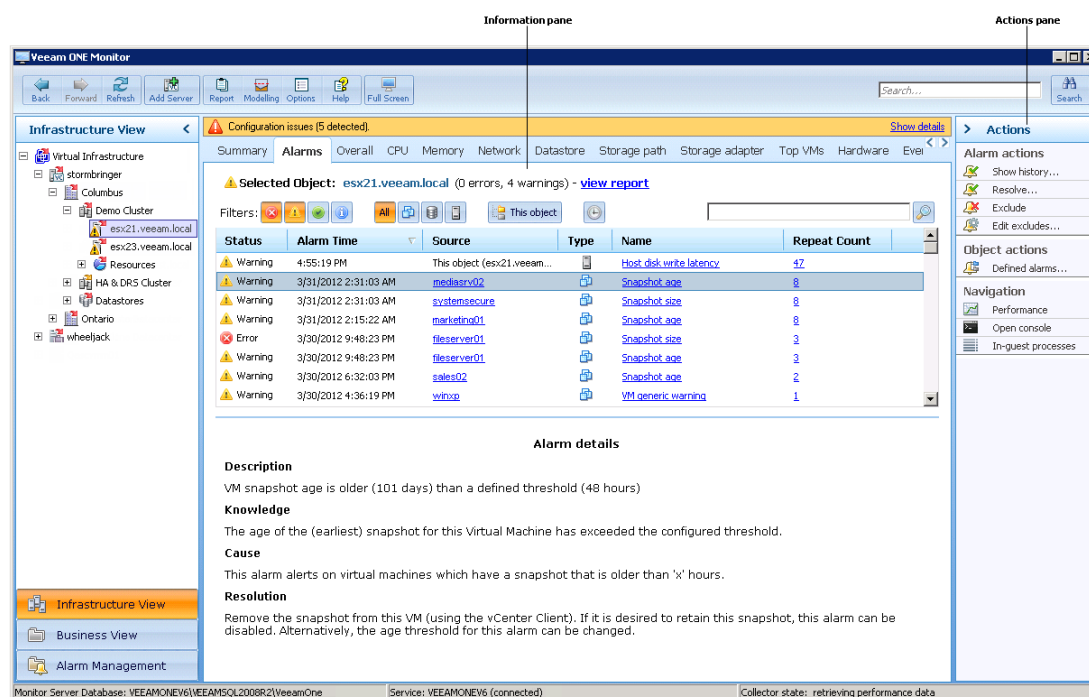 Information pane
Actions pane
Veeam ONE Monitor
Back
Forward
Refresh
Add Server
Report
Modelling
Options
Help
Full Screen
Search...
Search
Infrastructure View
Virtual Infrastructure
stormbringer
Columbus
Demo Cluster
esx21.veeam.local
esx23.veeam.local
Resources
HA & DRS Cluster
Datastores
Ontario
wheeljack
Infrastructure View
Business View
Alarm Management
Configuration issues (5 detected).
Show details
Summary Alarms Overall CPU Memory Network Datastore Storage path Storage adapter Top VMs Hardware Even
Selected Object: esx21.veeam.local (0 errors, 4 warnings) - view report
Filters: All This object
Status Alarm Time Source Type Name Repeat Count
Warning 4:55:19 PM This object (esx21.veeam... Host disk write latency 47
Warning 3/31/2012 2:31:03 AM mediasrv02 Snapshot age 8
Warning 3/31/2012 2:31:03 AM systemsecure Snapshot size 8
Warning 3/31/2012 2:15:22 AM marketing01 Snapshot age 8
Error 3/30/2012 9:48:23 PM fileserver01 Snapshot size 3
Warning 3/30/2012 9:48:23 PM fileserver01 Snapshot age 3
Warning 3/30/2012 6:32:03 PM sales02 Snapshot age 2
Warning 3/30/2012 4:36:19 PM winxp VM generic warning 1
Alarm details
Description
VM snapshot age is older (101 days) than a defined threshold (48 hours)
Knowledge
The age of the (earliest) snapshot for this Virtual Machine has exceeded the configured threshold.
Cause
This alarm alerts on virtual machines which have a snapshot that is older than 'x' hours.
Resolution
Remove the snapshot from this VM (using the vCenter Client). If it is desired to retain this snapshot, this alarm can be
disabled. Alternatively, the age threshold for this alarm can be changed.
Actions
Alarm actions
Show history...
Resolve...
Exclude
Edit excludes...
Object actions
Defined alarms...
Navigation
Performance
Open console
In-guest processes
Monitor Server Database: VEEAMONEV6\VEEAMSQL2008R2\VeeamOne
Service: VEEAMONEV6 (connected)
Collector state: retrieving performance data